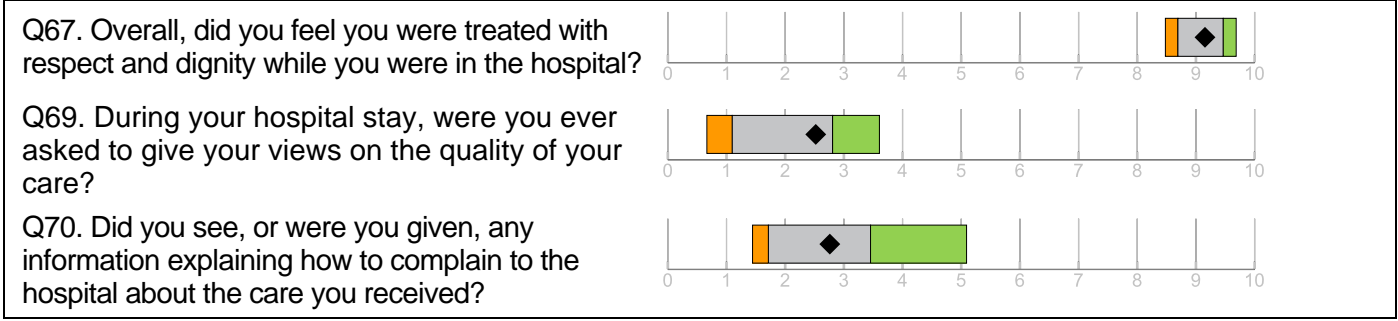 Q67. Overall, did you feel you were treated with
respect and dignity while you were in the hospital?
0 1 2 3 4 5 6 7 8 9 10
Q69. During your hospital stay, were you ever
asked to give your views on the quality of your
care?
0 1 2 3 4 5 6 7 8 9 10
Q70. Did you see, or were you given, any
information explaining how to complain to the
hospital about the care you received?
0 1 2 3 4 5 6 7 8 9 10